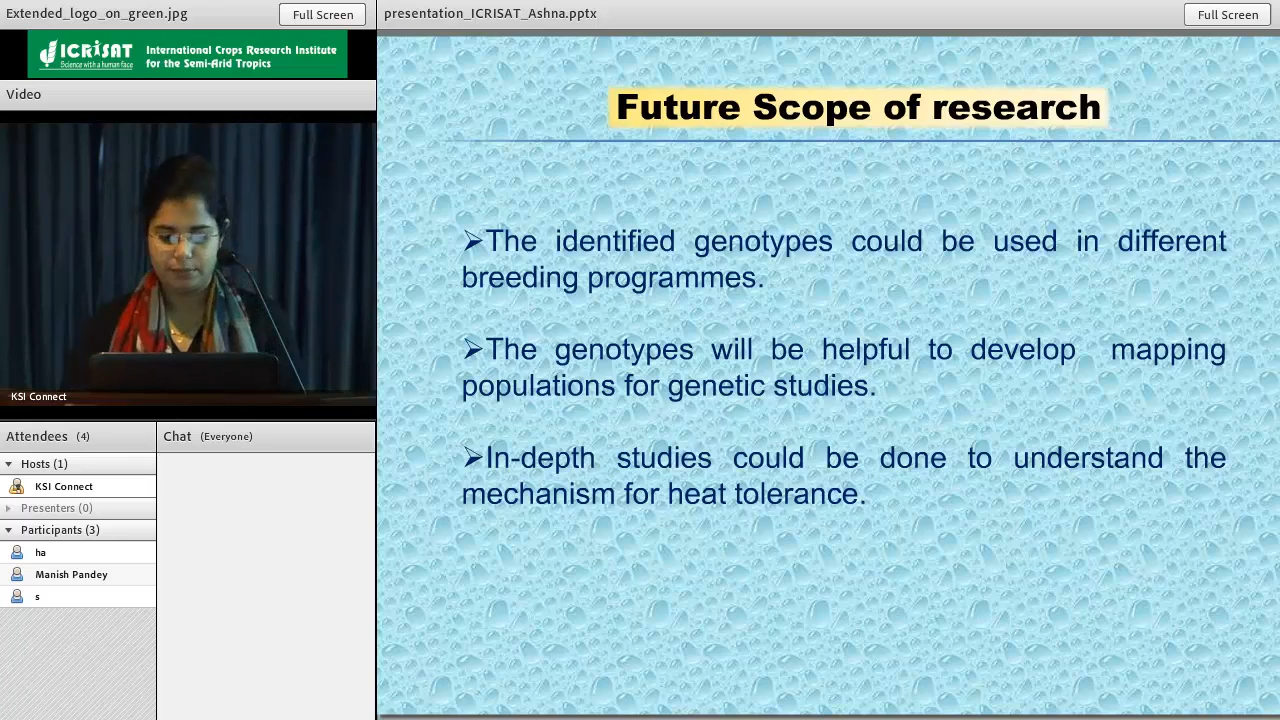 Extended_logo_on_green.jpg
Full Screen
ICRISAT
Science with a human face
International Crops Research Institute
for the Semi-Arid Tropics
Video
KSI Connect
Attendees (4)
Hosts (1)
KSI Connect
Presenters (0)
Participants (3)
ha
Manish Pandey
s
Chat (Everyone)
presentation_ICRISAT_Ashna.pptx
Full Screen
Future Scope of research
➢The identified genotypes could be used in different
breeding programmes.
➢The genotypes will be helpful to develop mapping
populations for genetic studies.
➢In-depth studies could be done to understand the
mechanism for heat tolerance.